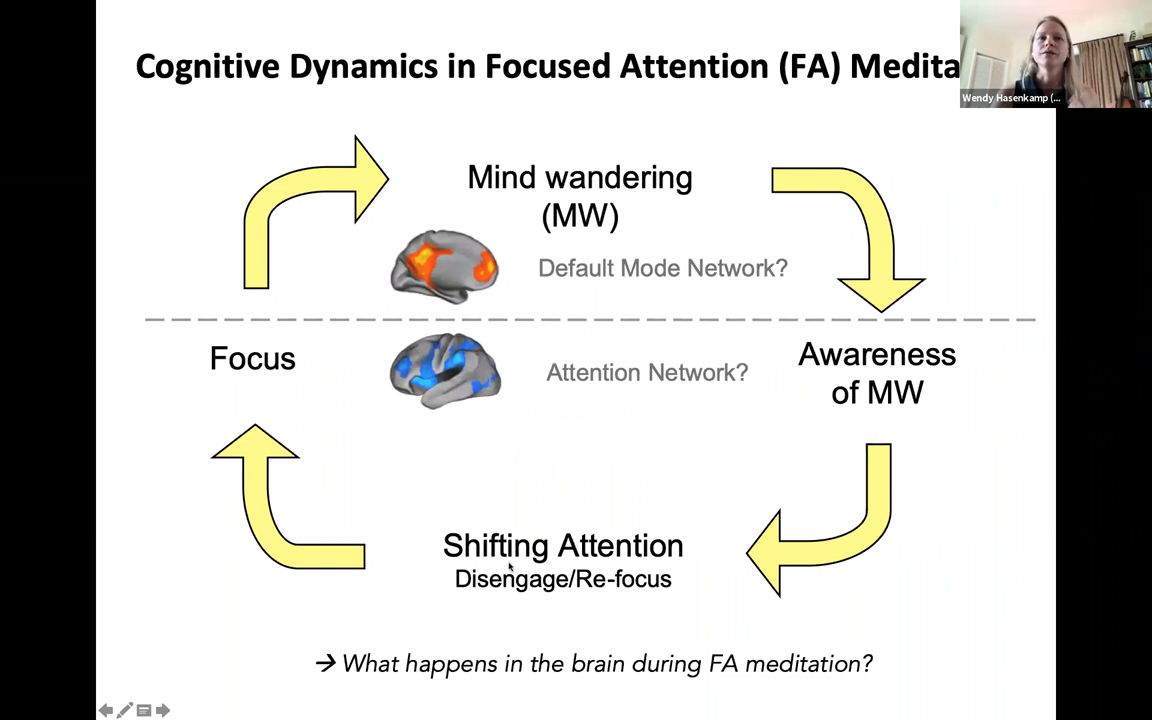 Cognitive Dynamics in Focused Attention (FA) Medita
Wendy Hasenkamp (...
Mind wandering
(MW)
Default Mode Network?
Focus
Attention Network?
Awareness
of MW
Shifting Attention
Disengage/Re-focus
→ What happens in the brain during FA meditation?